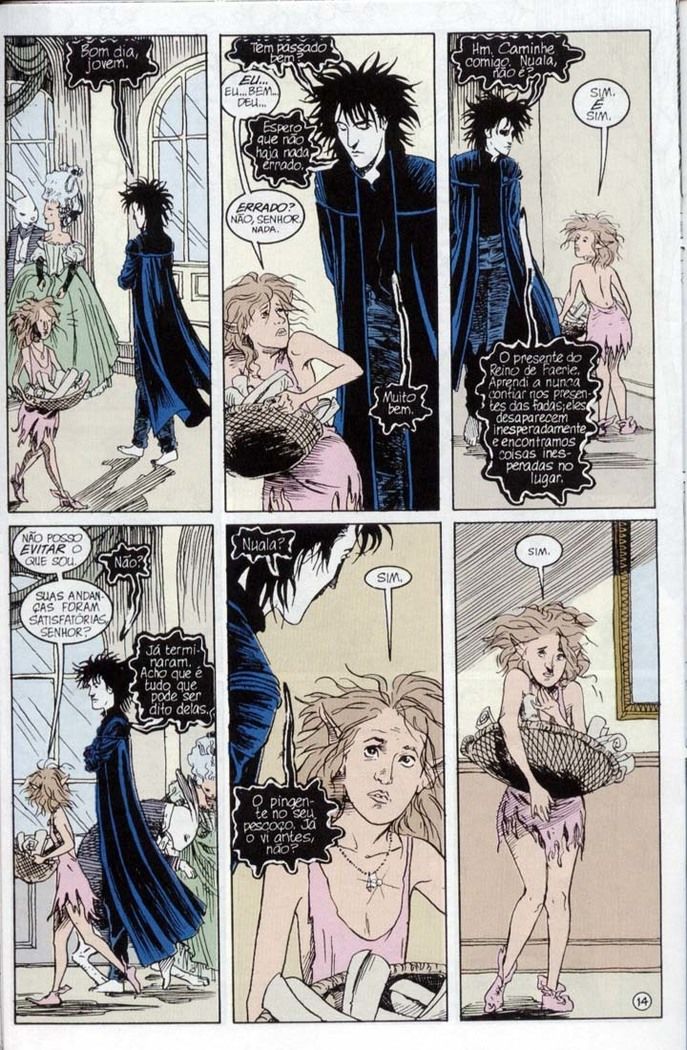 Bom dia,
jovem.
Tem passado
bem?
EU...
EU...BEM...
DEU...
Espero
que não
haja nada
errado.
ERRADO?
NÃO, SENHOR.
NADA.
Muito
bem.
Hm. Caminhe
comigo. Nuala,
não é?
SIM.
E
SIM.
O presente do
Reino de Faerie.
Aprendi a nunca
confiar nos presen-
tes das fadas; eles
desaparecem
inesperadamente
e encontramos
coisas ines-
peradas no
lugar.
NÃO POSSO
EVITAR O
QUE SOU.
Não?
SUAS ANDAN-
ÇAS FORAM
SATISFATÓRIAS,
SENHOR?
Já termi-
naram.
Acho que é
tudo que
pode ser
dito delas.
Nuala?
SIM.
O pingen-
te no seu
pescoço. Já
o vi antes,
não?
SIM.
14